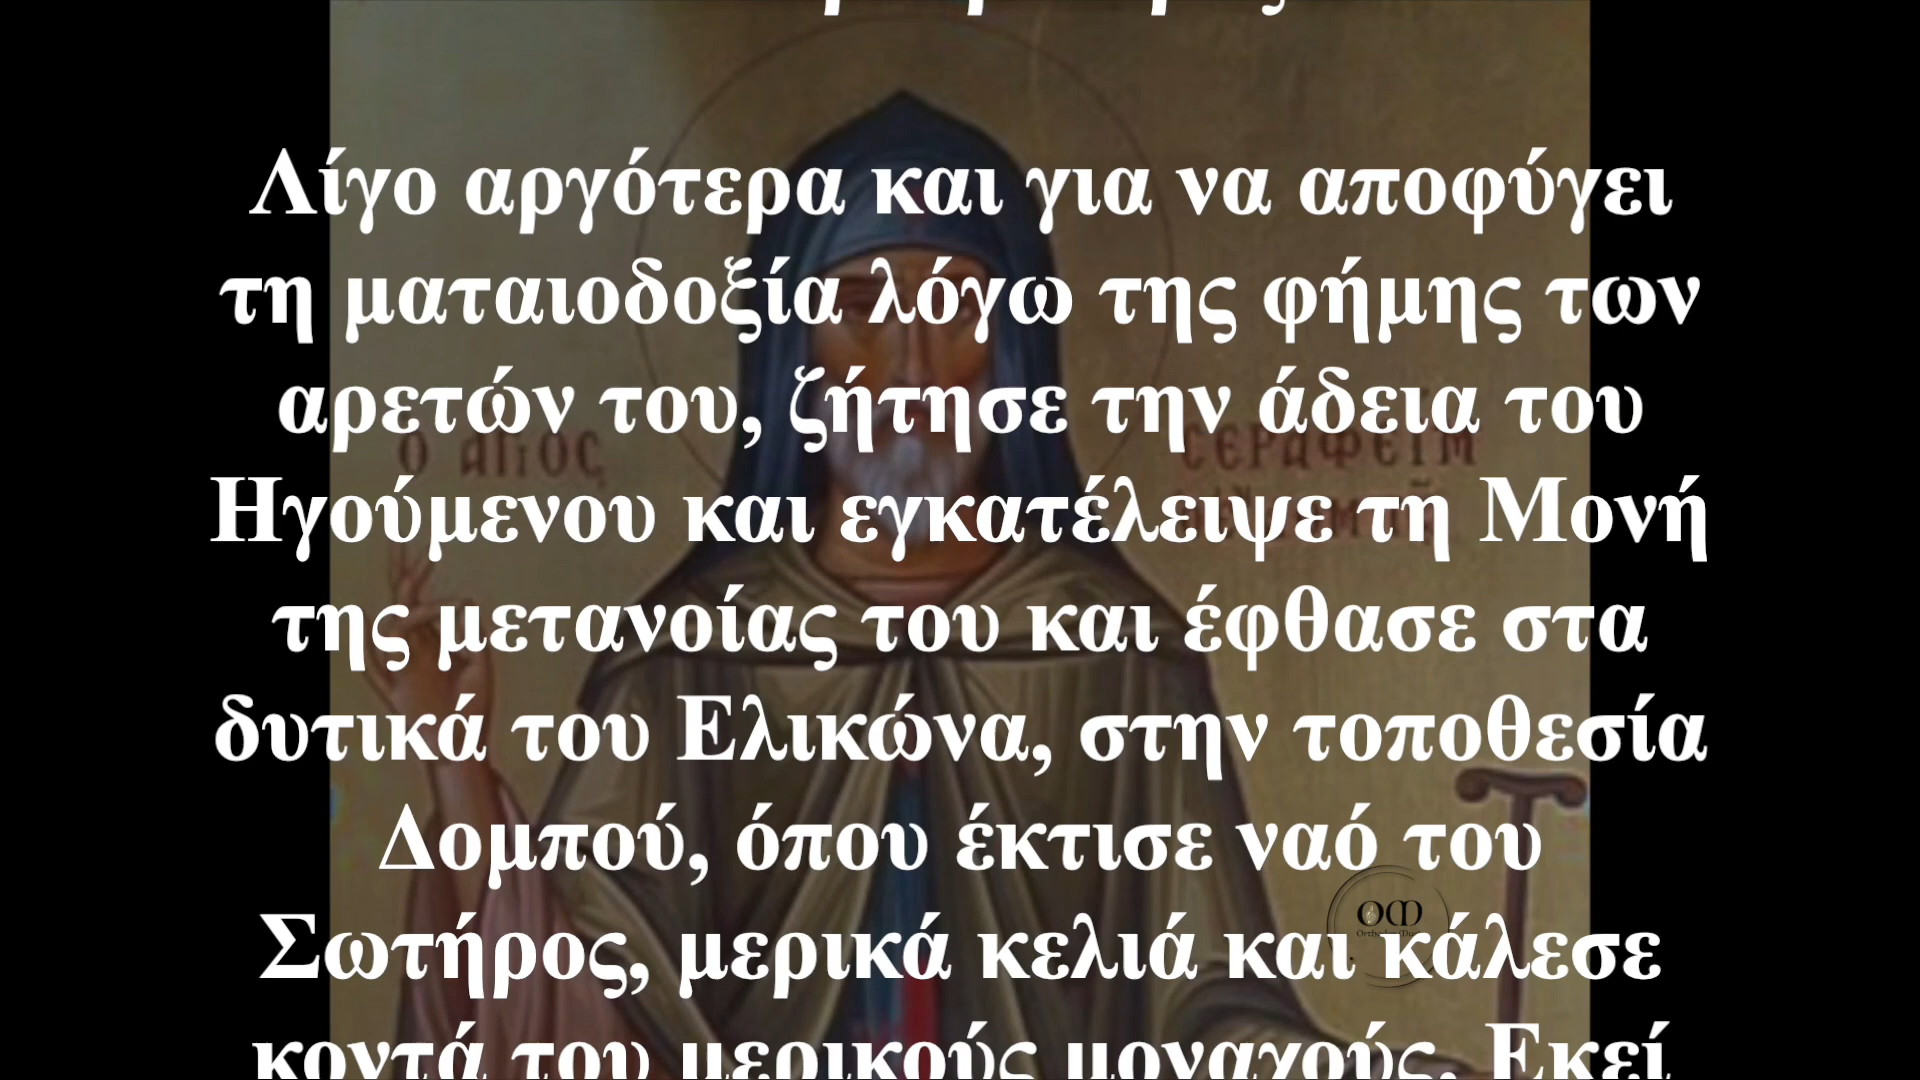 Λίγο αργότερα και για να αποφύγει
τη ματαιοδοξία λόγω της φήμης των
αρετών του, ζήτησε την άδεια του
Ο ΑΓΙΟΣ ΣΕΡΑΦΕΙΜ
Ηγούμενου και εγκατέλειψε τη Μονή
της μετανοίας του και έφθασε στα
δυτικά του Ελικώνα, στην τοποθεσία
Δομπού, όπου έκτισε ναό του
Σωτήρος, μερικά κελιά και κάλεσε
κοντά του μερικούς μοναχούς. Εκεί